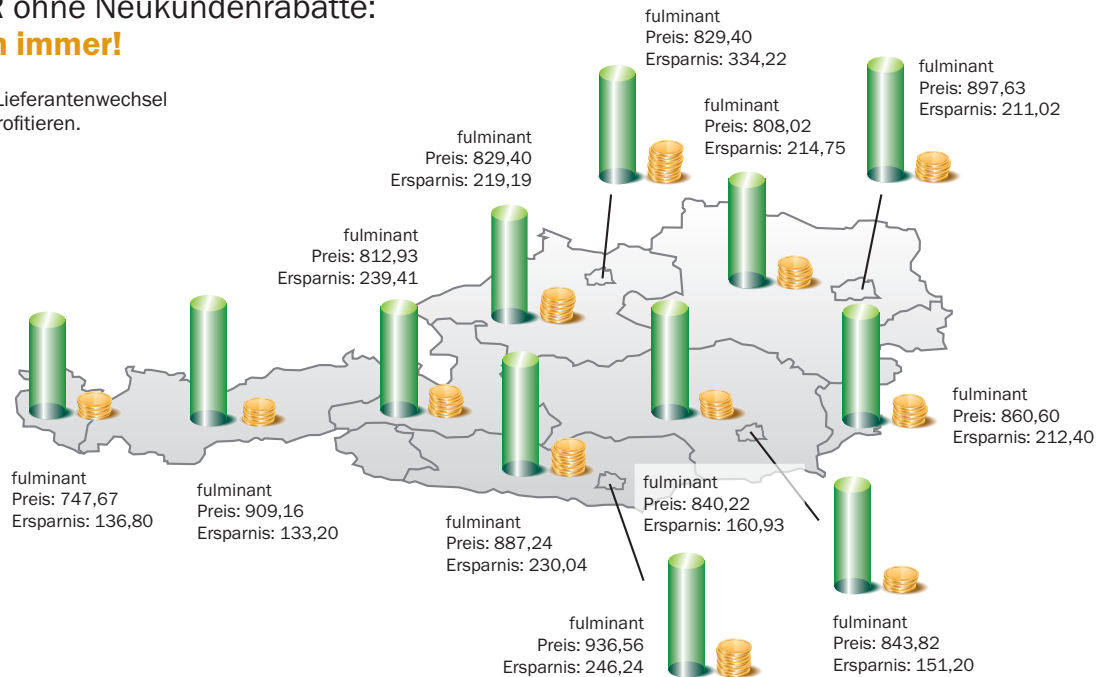 R ohne Neukundenrabatte:
immer!
Lieferantenwechsel
fulminant
Preis: 829,40
Ersparnis: 334,22
fulminant
Preis: 897,63
Ersparnis: 211,02
fulminant
Preis: 808,02
Ersparnis: 214,75
fulminant
Preis: 829,40
Ersparnis: 219,19
fulminant
Preis: 812,93
Ersparnis: 239,41
fulminant
Preis: 860,60
Ersparnis: 212,40
fulminant
Preis: 747,67
Ersparnis: 136,80
fulminant
Preis: 909,16
Ersparnis: 133,20
fulminant
Preis: 840,22
Ersparnis: 160,93
fulminant
Preis: 887,24
Ersparnis: 230,04
fulminant
Preis: 936,56
Ersparnis: 246,24
fulminant
Preis: 843,82
Ersparnis: 151,20